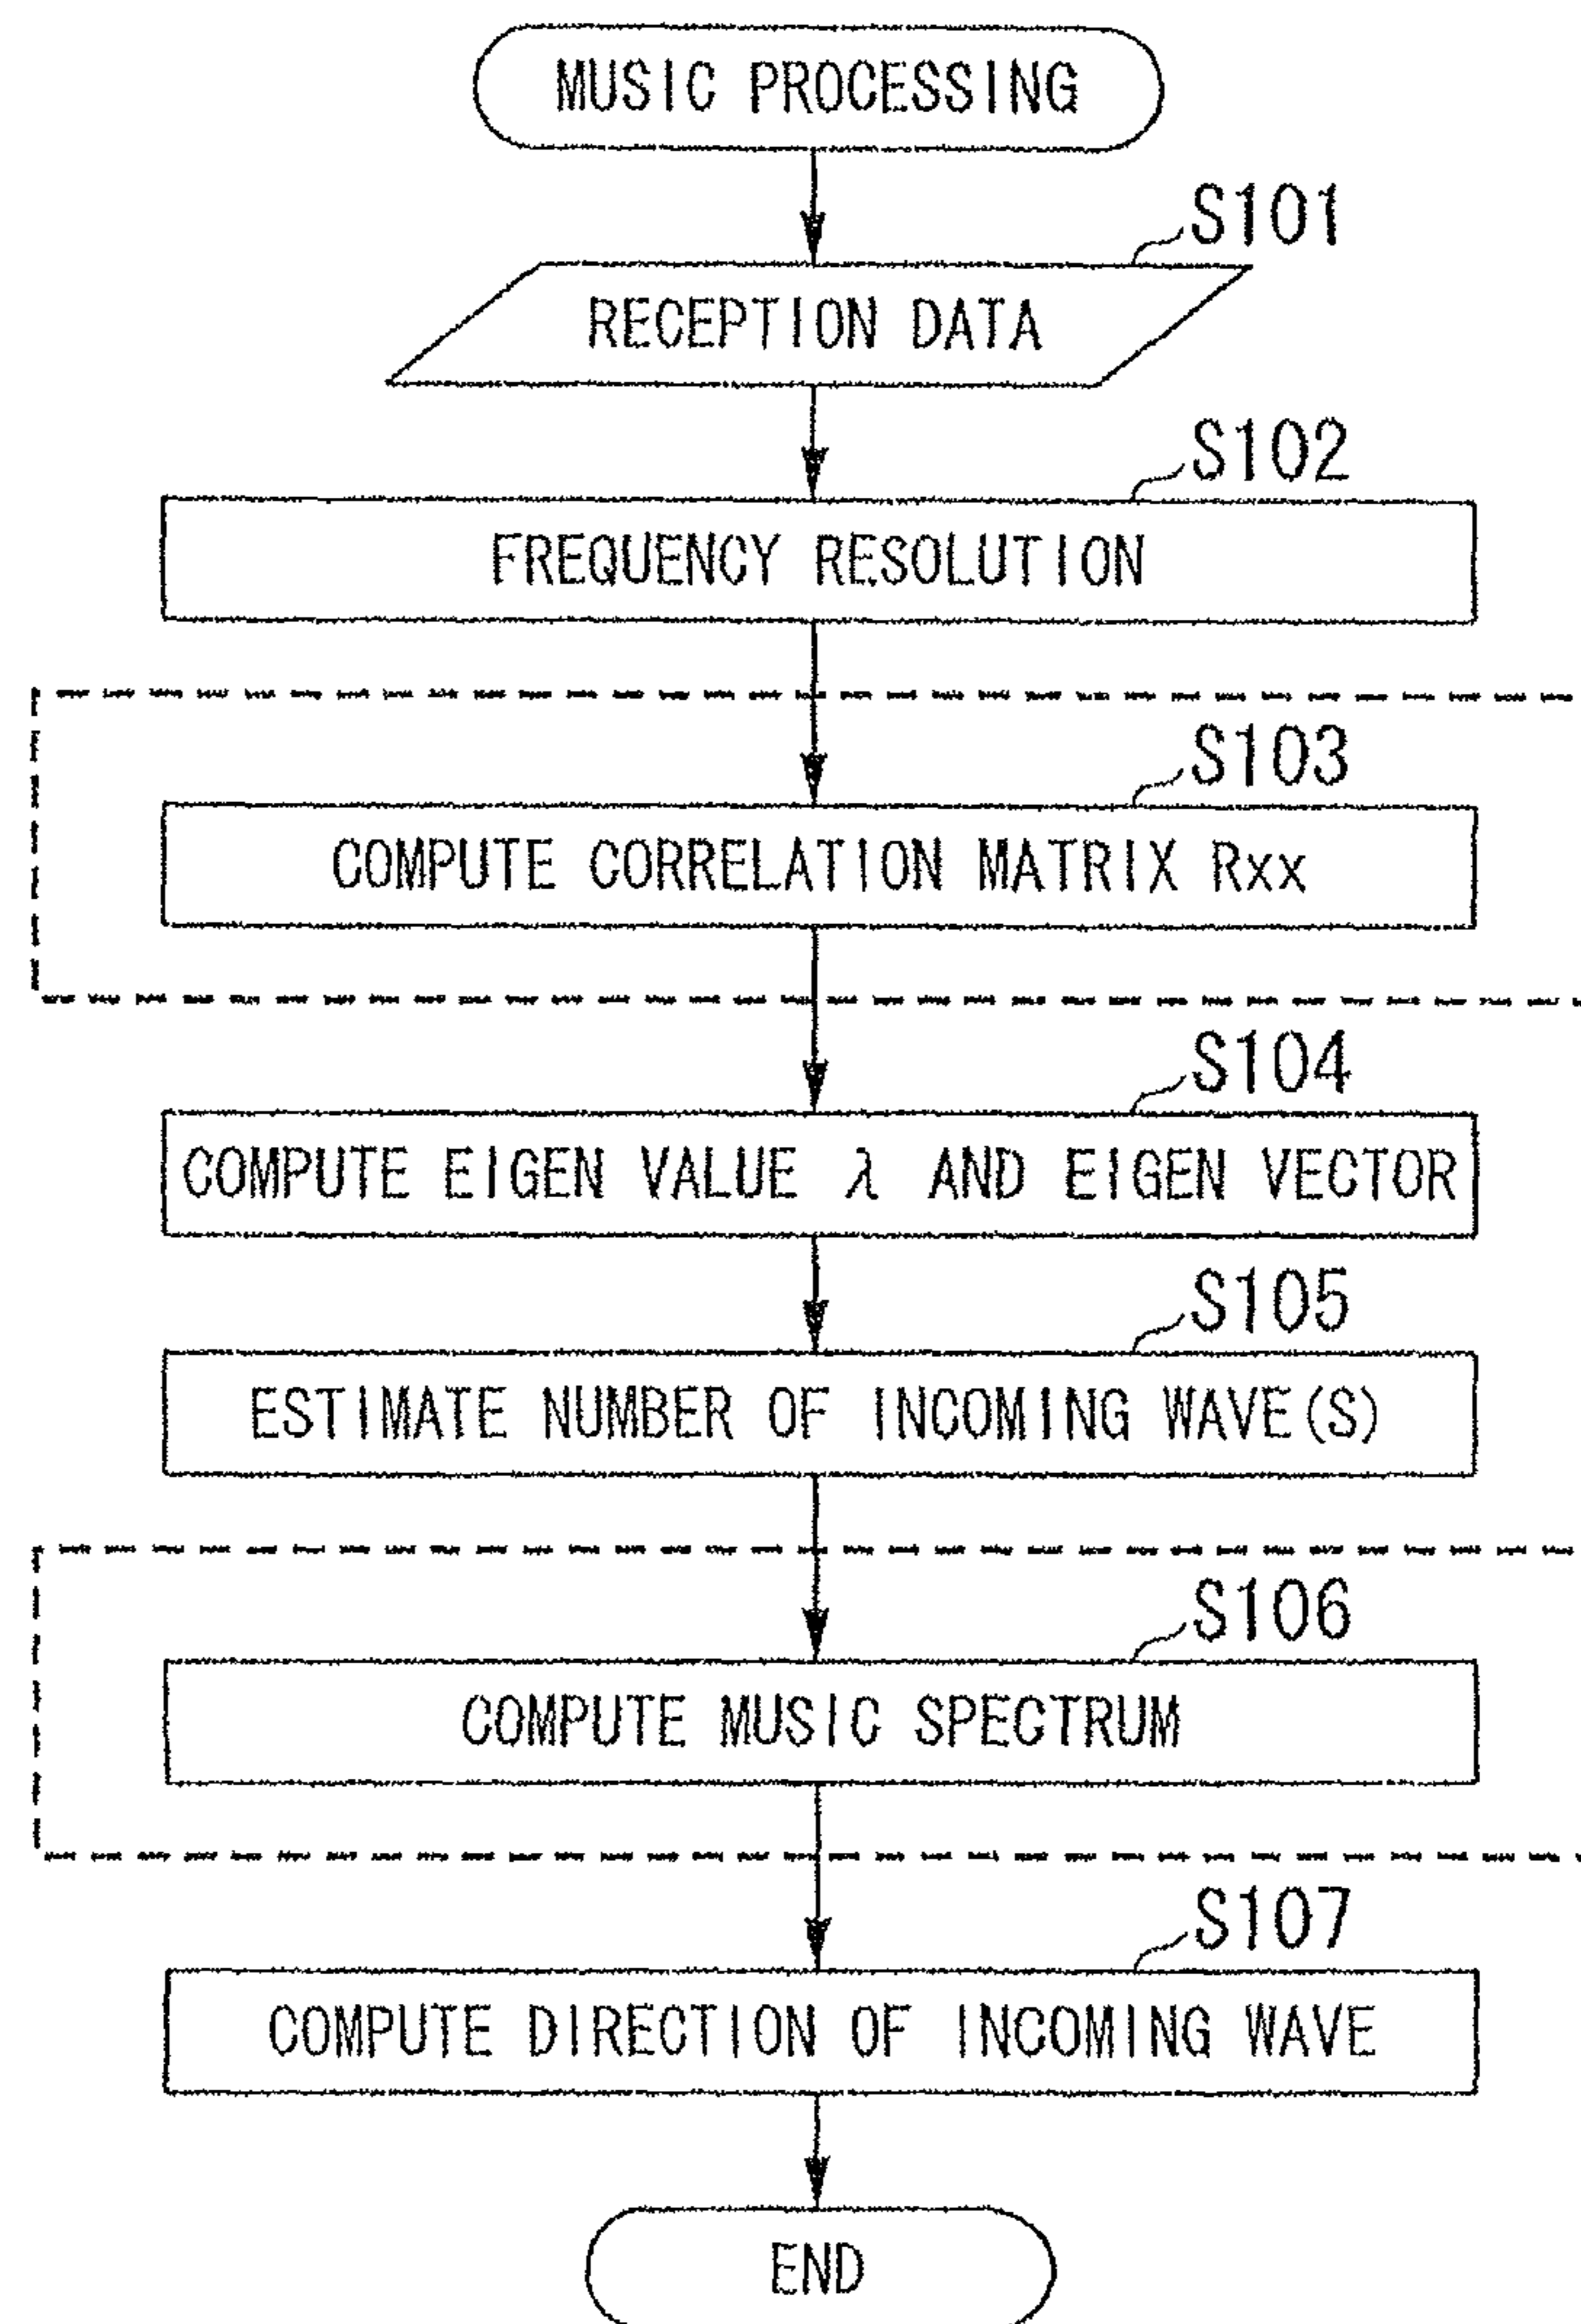 MUSIC PROCESSING
S101
RECEPTION DATA
S102
FREQUENCY RESOLUTION
S103
COMPUTE CORRELATION MATRIX Rxx
S104
COMPUTE EIGEN VALUE λ AND EIGEN VECTOR
S105
ESTIMATE NUMBER OF INCOMING WAVE(S)
S106
COMPUTE MUSIC SPECTRUM
S107
COMPUTE DIRECTION OF INCOMING WAVE
END